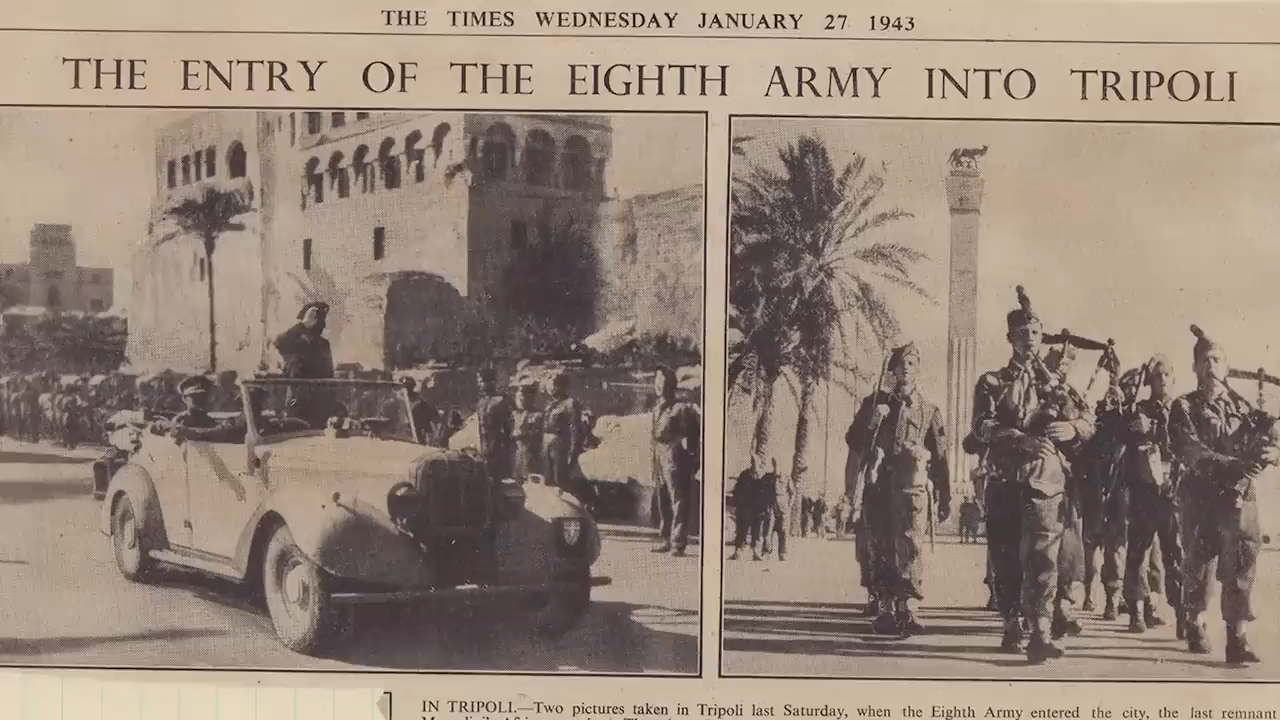 THE TIMES WEDNESDAY JANUARY 27 1943
THE ENTRY OF THE EIGHTH ARMY INTO TRIPOLI
IN TRIPOLI.—Two pictures taken in Tripoli last Saturday, when the Eighth Army entered the city, the last remnant